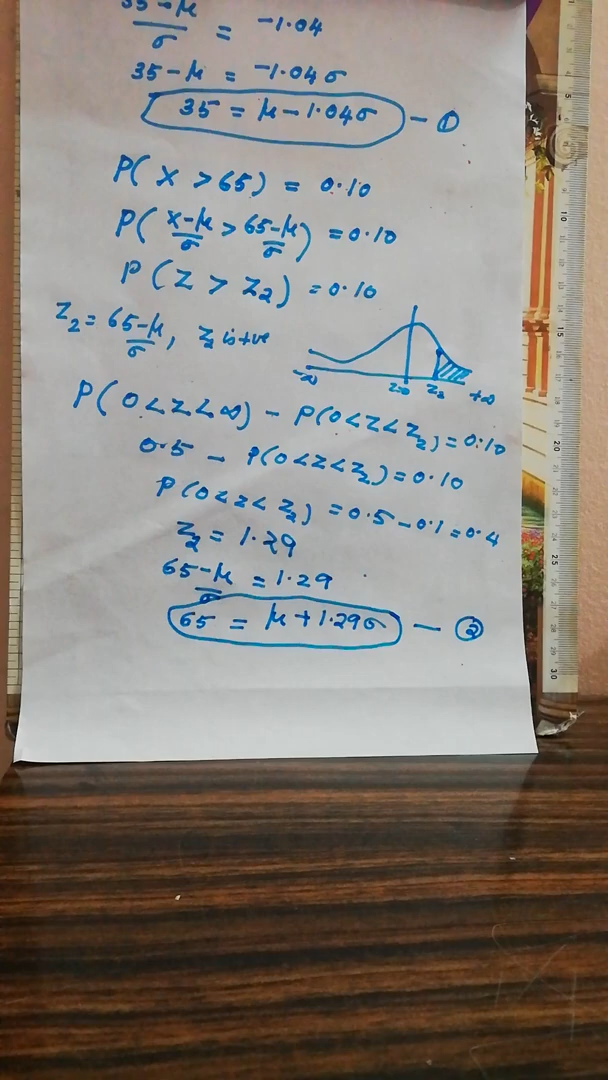 35-μ/σ = -1.04
35-μ = -1.04σ
35 = μ-1.04σ - ①
P(X > 65) = 0.10
P(X-μ/σ > 65-μ/σ) = 0.10
P(Z > Z₂) = 0.10
Z₂ = 65-μ/σ, Z₂ is +ve
-∞ z=0 Z₂ +∞
P(0<Z<∞) - P(0<Z<Z₂) = 0.10
0.5 - P(0<Z<Z₂) = 0.10
P(0<Z<Z₂) = 0.5-0.1=0.4
Z₂ = 1.29
65-μ/σ = 1.29
65 = μ+1.29σ - ②